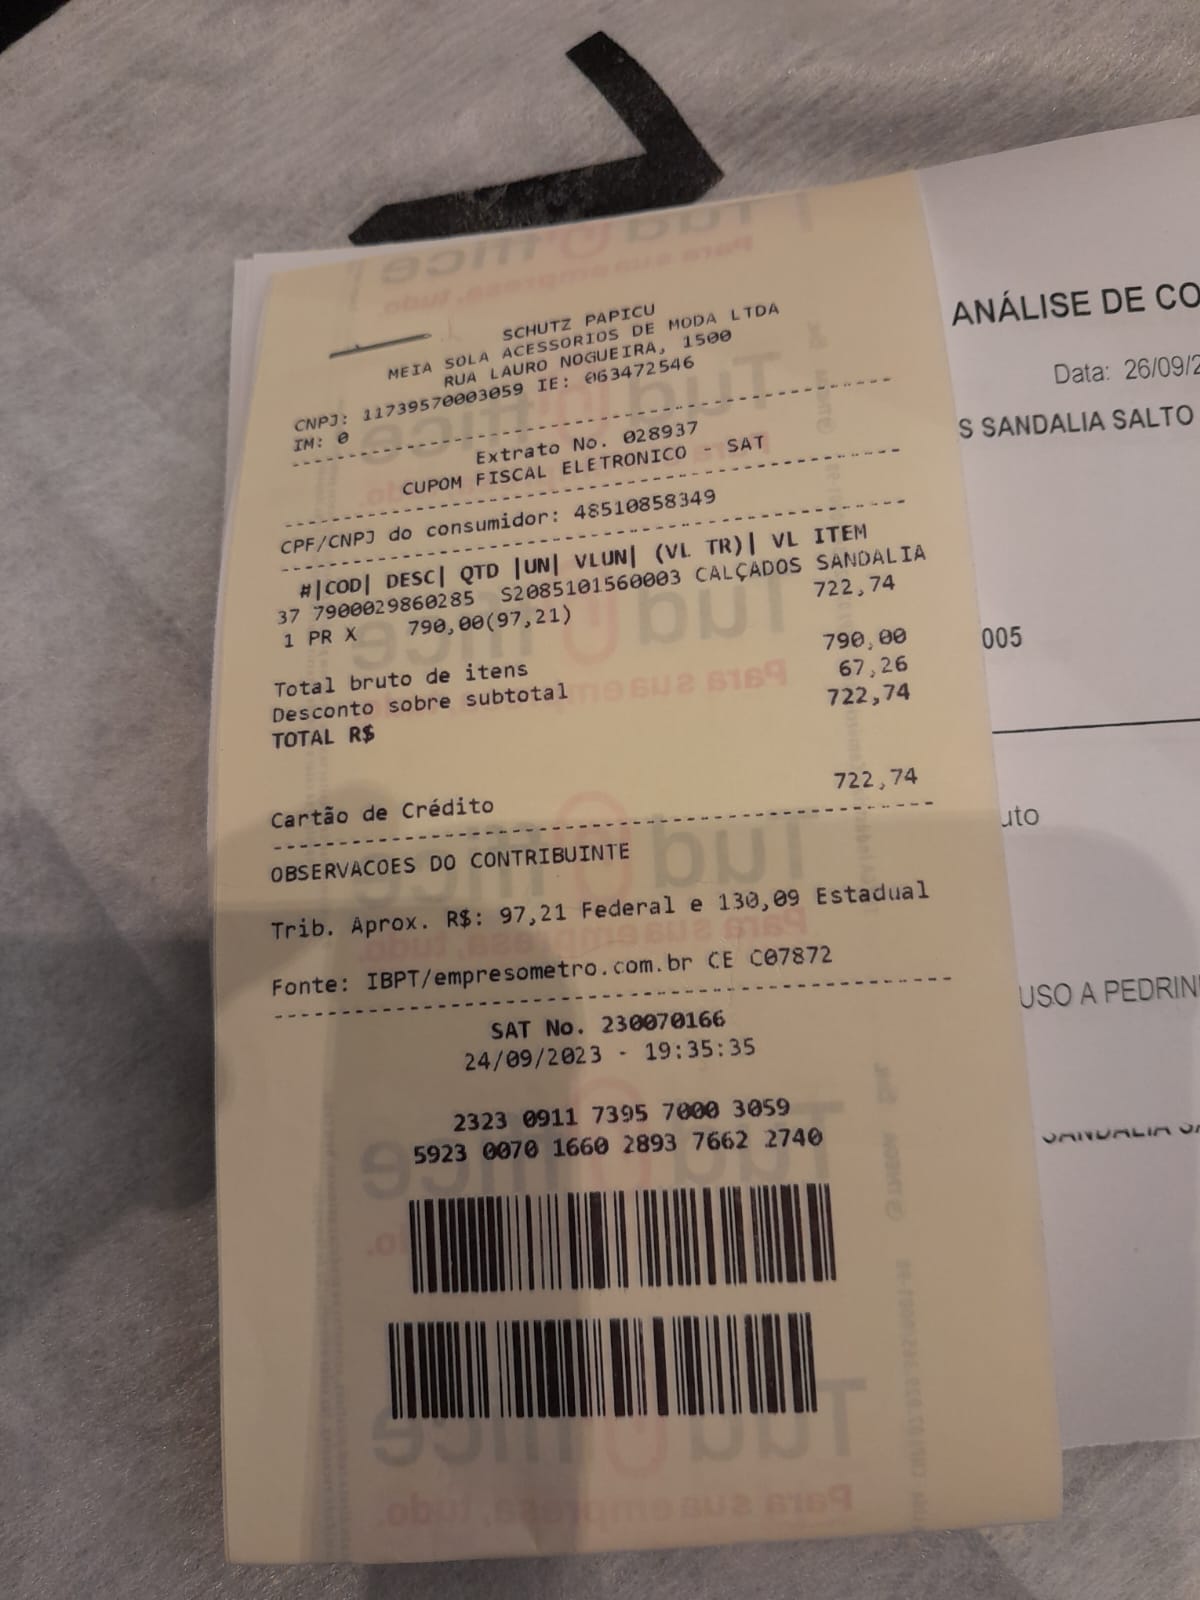 SCHUTZ PAPICU
MEIA SOLA ACESSORIOS DE MODA LTDA
RUA LAURO NOGUEIRA, 1500
CNPJ: 11739570003059 IE: 063472546
IM: 0
Extrato No. 028937
CUPOM FISCAL ELETRONICO - SAT
CPF/CNPJ do consumidor: 48510858349
#|COD| DESC| QTD |UN| VLUN| (VL TR)| VL ITEM
37 7900029860285 S2085101560003 CALÇADOS SANDALIA
1 PR X 790,00(97,21) 722,74
Total bruto de itens 790,00
Desconto sobre subtotal 67,26
TOTAL R$ 722,74
Cartão de Crédito 722,74
OBSERVACOES DO CONTRIBUINTE
Trib. Aprox. R$: 97,21 Federal e 130,09 Estadual
Fonte: IBPT/empresometro.com.br CE C07872
SAT No. 230070166
24/09/2023 - 19:35:35
2323 0911 7395 7000 3059
5923 0070 1660 2893 7662 2740
ANÁLISE DE CO
Data: 26/09/2
S SANDALIA SALTO
005
uto
USO A PEDRIN
SANDALIA SA
Tudoffice
Para sua empresa, tudo.